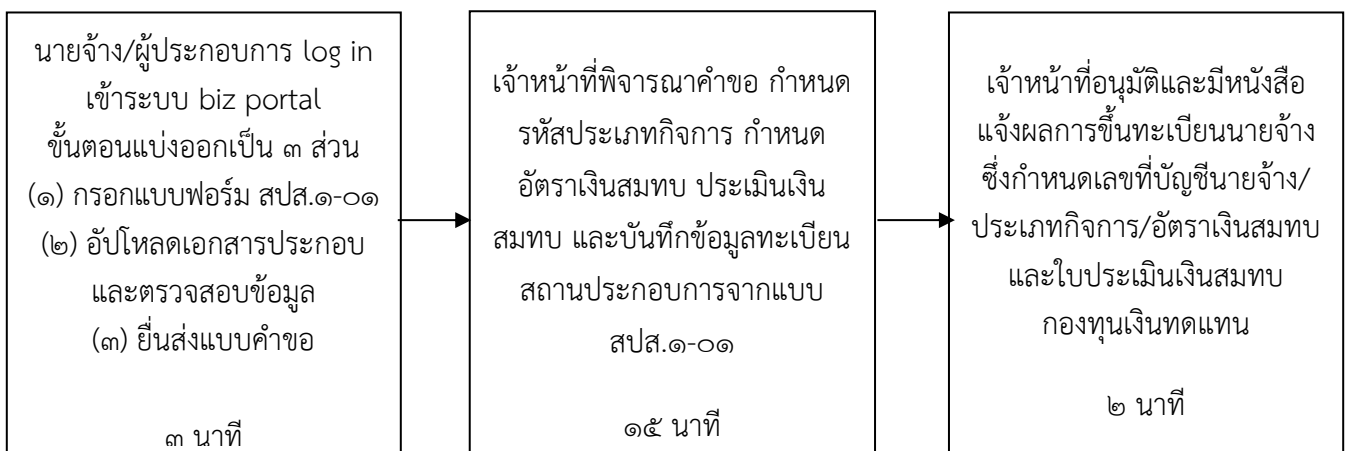 นายจ้าง/ผู้ประกอบการ log in
เข้าระบบ biz portal
ขั้นตอนแบ่งออกเป็น ๓ ส่วน
(๑) กรอกแบบฟอร์ม สปส.๑-๐๑
(๒) อัปโหลดเอกสารประกอบ
และตรวจสอบข้อมูล
(๓) ยื่นส่งแบบคำขอ
๓ นาที
เจ้าหน้าที่พิจารณาคำขอ กำหนด
รหัสประเภทกิจการ กำหนด
อัตราเงินสมทบ ประเมินเงิน
สมทบ และบันทึกข้อมูลทะเบียน
สถานประกอบการจากแบบ
สปส.๑-๐๑
๑๕ นาที
เจ้าหน้าที่อนุมัติและมีหนังสือ
แจ้งผลการขึ้นทะเบียนนายจ้าง
ซึ่งกำหนดเลขที่บัญชีนายจ้าง/
ประเภทกิจการ/อัตราเงินสมทบ
และใบประเมินเงินสมทบ
กองทุนเงินทดแทน
๒ นาที